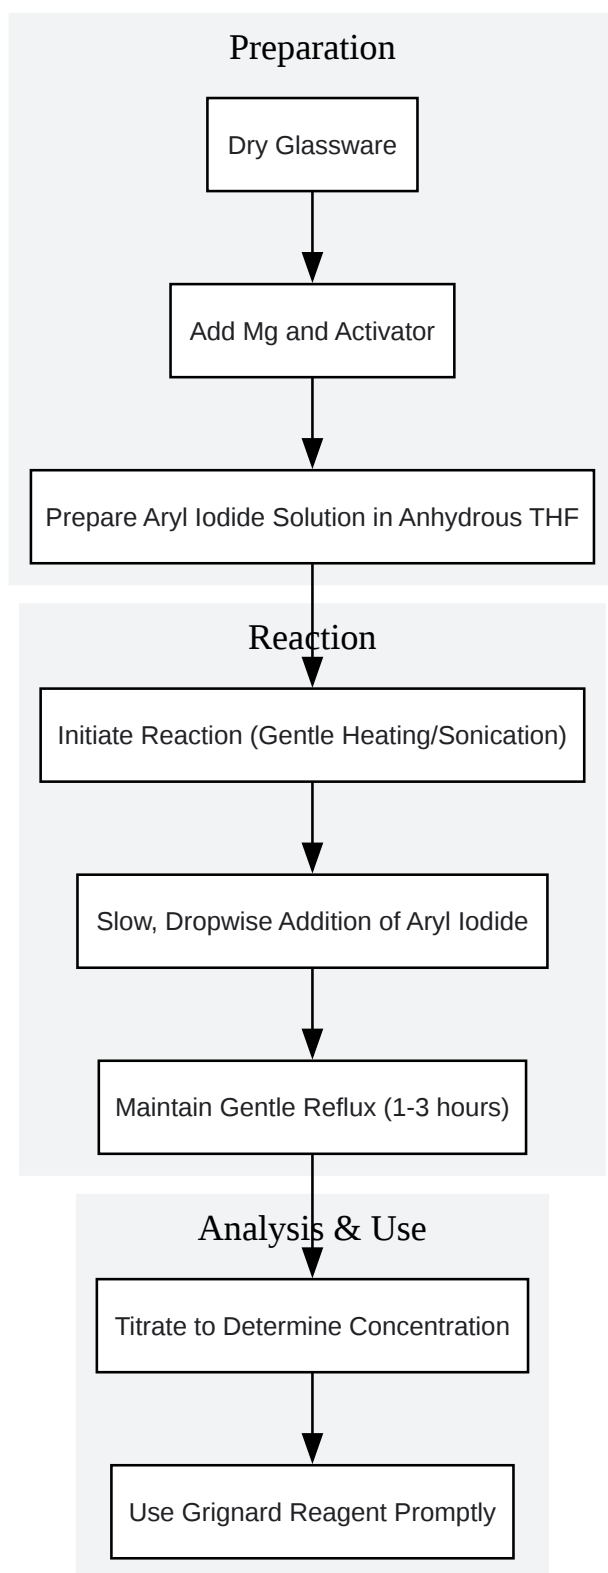 Preparation
Dry Glassware
Add Mg and Activator
Prepare Aryl Iodide Solution in Anhydrous THF
Reaction
Initiate Reaction (Gentle Heating/Sonication)
Slow, Dropwise Addition of Aryl Iodide
Maintain Gentle Reflux (1-3 hours)
Analysis & Use
Titrate to Determine Concentration
Use Grignard Reagent Promptly